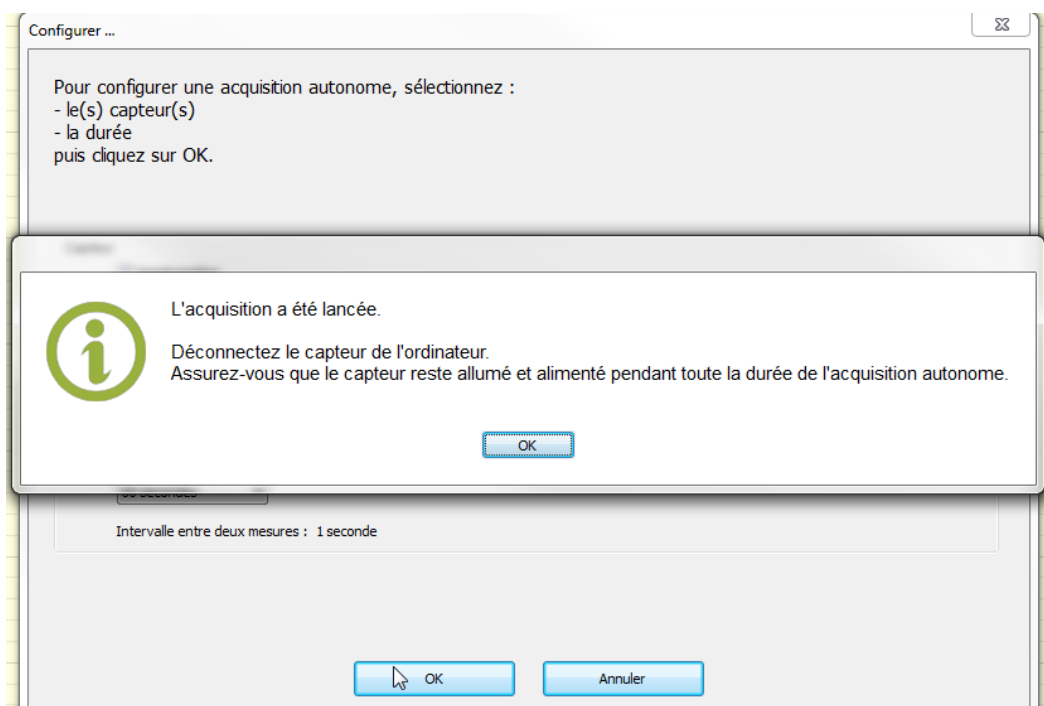 Configurer ...
Pour configurer une acquisition autonome, sélectionnez :
- le(s) capteur(s)
- la durée
puis cliquez sur OK.
L'acquisition a été lancée.
Déconnectez le capteur de l'ordinateur.
Assurez-vous que le capteur reste allumé et alimenté pendant toute la durée de l'acquisition autonome.
OK
Intervalle entre deux mesures : 1 seconde
OK
Annuler